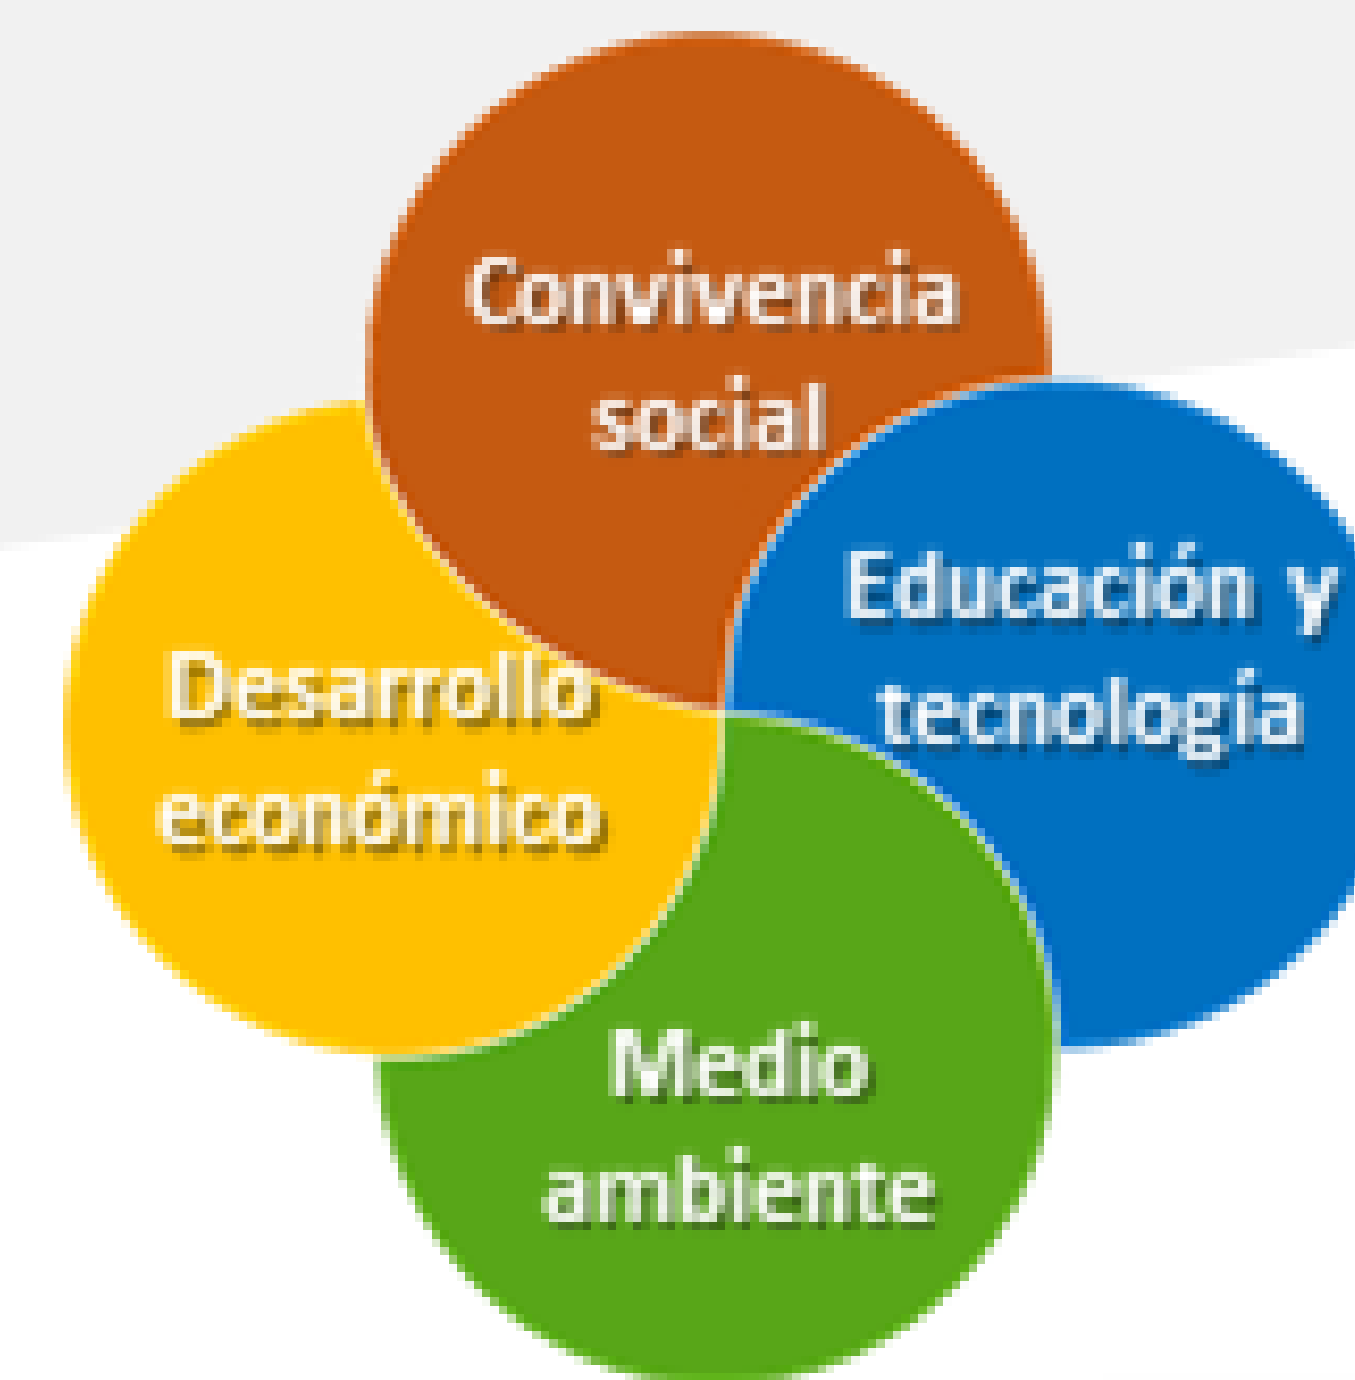 Convivencia
social
Educación y
tecnología
Desarrollo
económico
Medio
ambiente